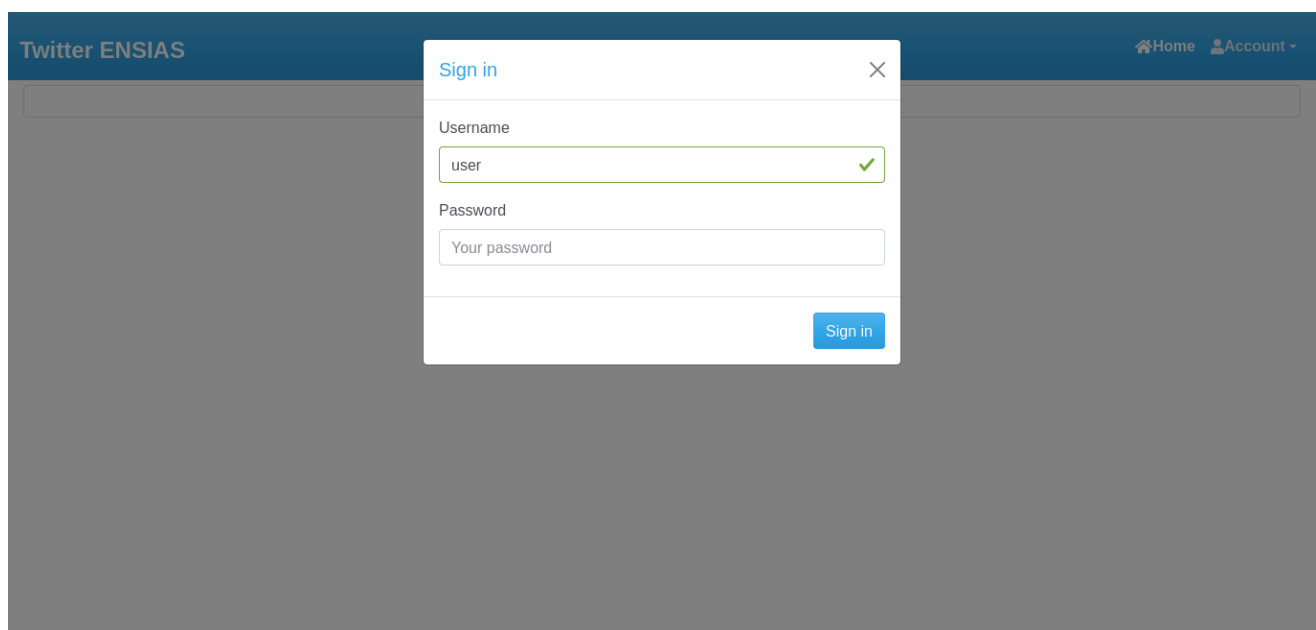 Twitter ENSIAS
Home Account
Sign in
Username
user
Password
Your password
Sign in